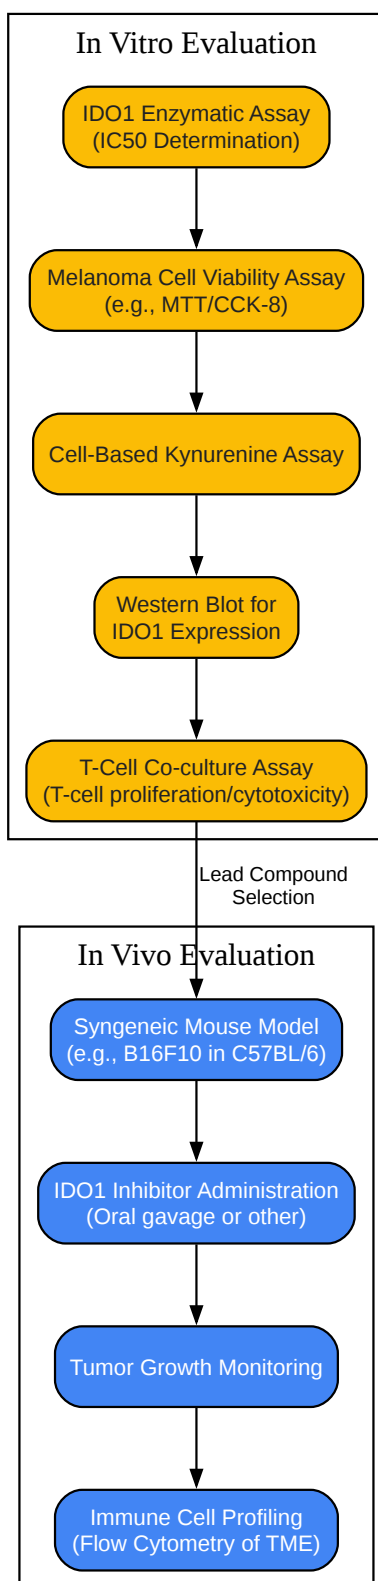 In Vitro Evaluation
IDO1 Enzymatic Assay
(IC50 Determination)
Melanoma Cell Viability Assay
(e.g., MTT/CCK-8)
Cell-Based Kynurenine Assay
Western Blot for
IDO1 Expression
T-Cell Co-culture Assay
(T-cell proliferation/cytotoxicity)
Lead Compound
Selection
In Vivo Evaluation
Syngeneic Mouse Model
(e.g., B16F10 in C57BL/6)
IDO1 Inhibitor Administration
(Oral gavage or other)
Tumor Growth Monitoring
Immune Cell Profiling
(Flow Cytometry of TME)